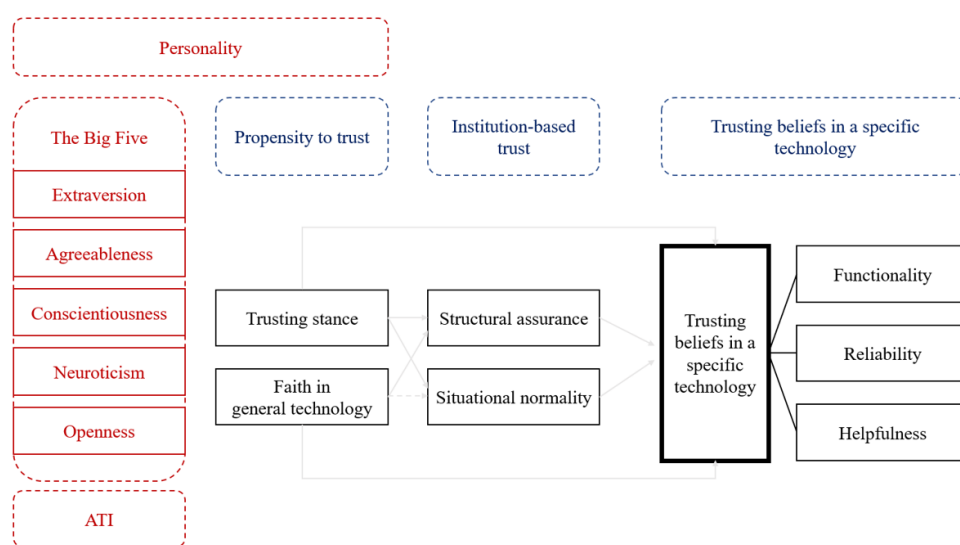 Personality
The Big Five
Propensity to trust
Institution-based
trust
Trusting beliefs in a specific
technology
Extraversion
Agreeableness
Conscientiousness
Neuroticism
Openness
ATI
Trusting stance
Faith in
general technology
Structural assurance
Situational normality
Trusting
beliefs in a
specific
technology
Functionality
Reliability
Helpfulness